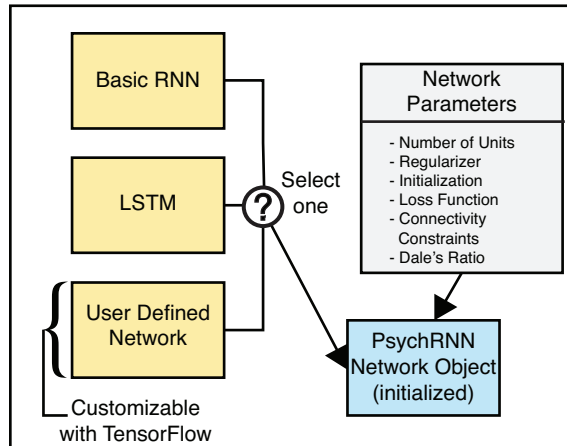 Basic RNN
LSTM
User Defined
Network
Customizable
with TensorFlow
?
Select
one
Network
Parameters
- Number of Units
- Regularizer
- Initialization
- Loss Function
- Connectivity
Constraints
- Dale's Ratio
PsychRNN
Network Object
(initialized)